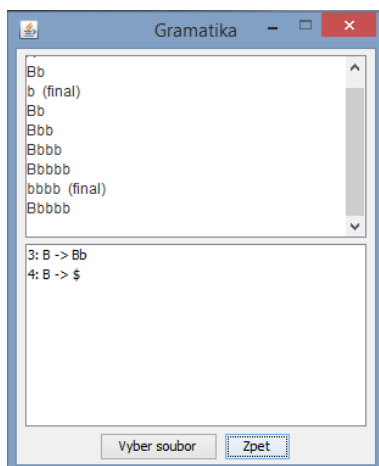 Gramatika
Bb
b (final)
Bb
Bbb
Bbbb
Bbbbb
bbbb (final)
Bbbbb
3: B -> Bb
4: B -> $
Vyber soubor
Zpet